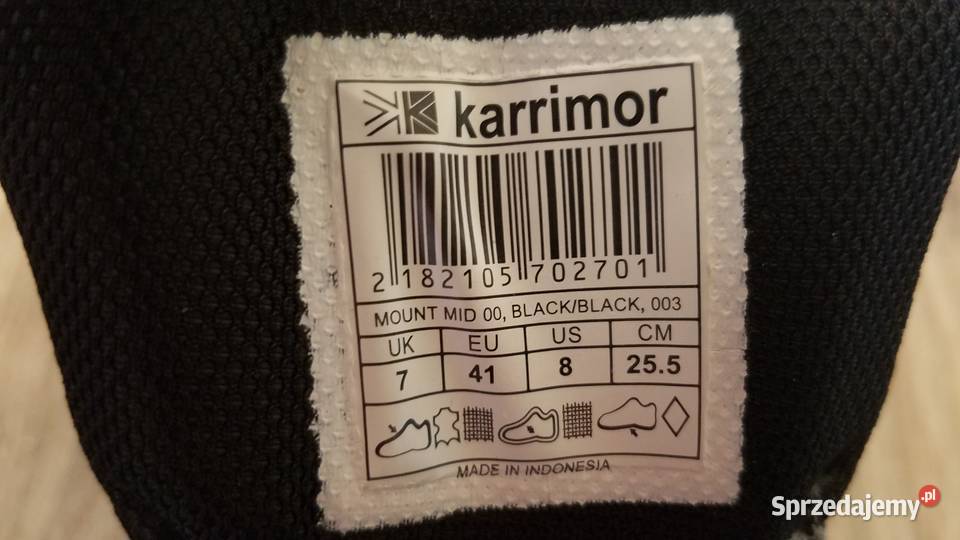 karrimor
2 182105 702701
MOUNT MID 00, BLACK/BLACK, 003
UK EU US CM
7 41 8 25.5
MADE IN INDONESIA
Sprzedajemy.pl